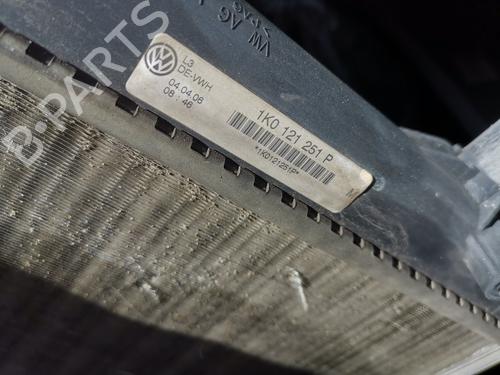 VW AG
L3
DE-VWH
04.04.08
08:46
1K0 121 251 P
*1K0121251P*
B-PARTS